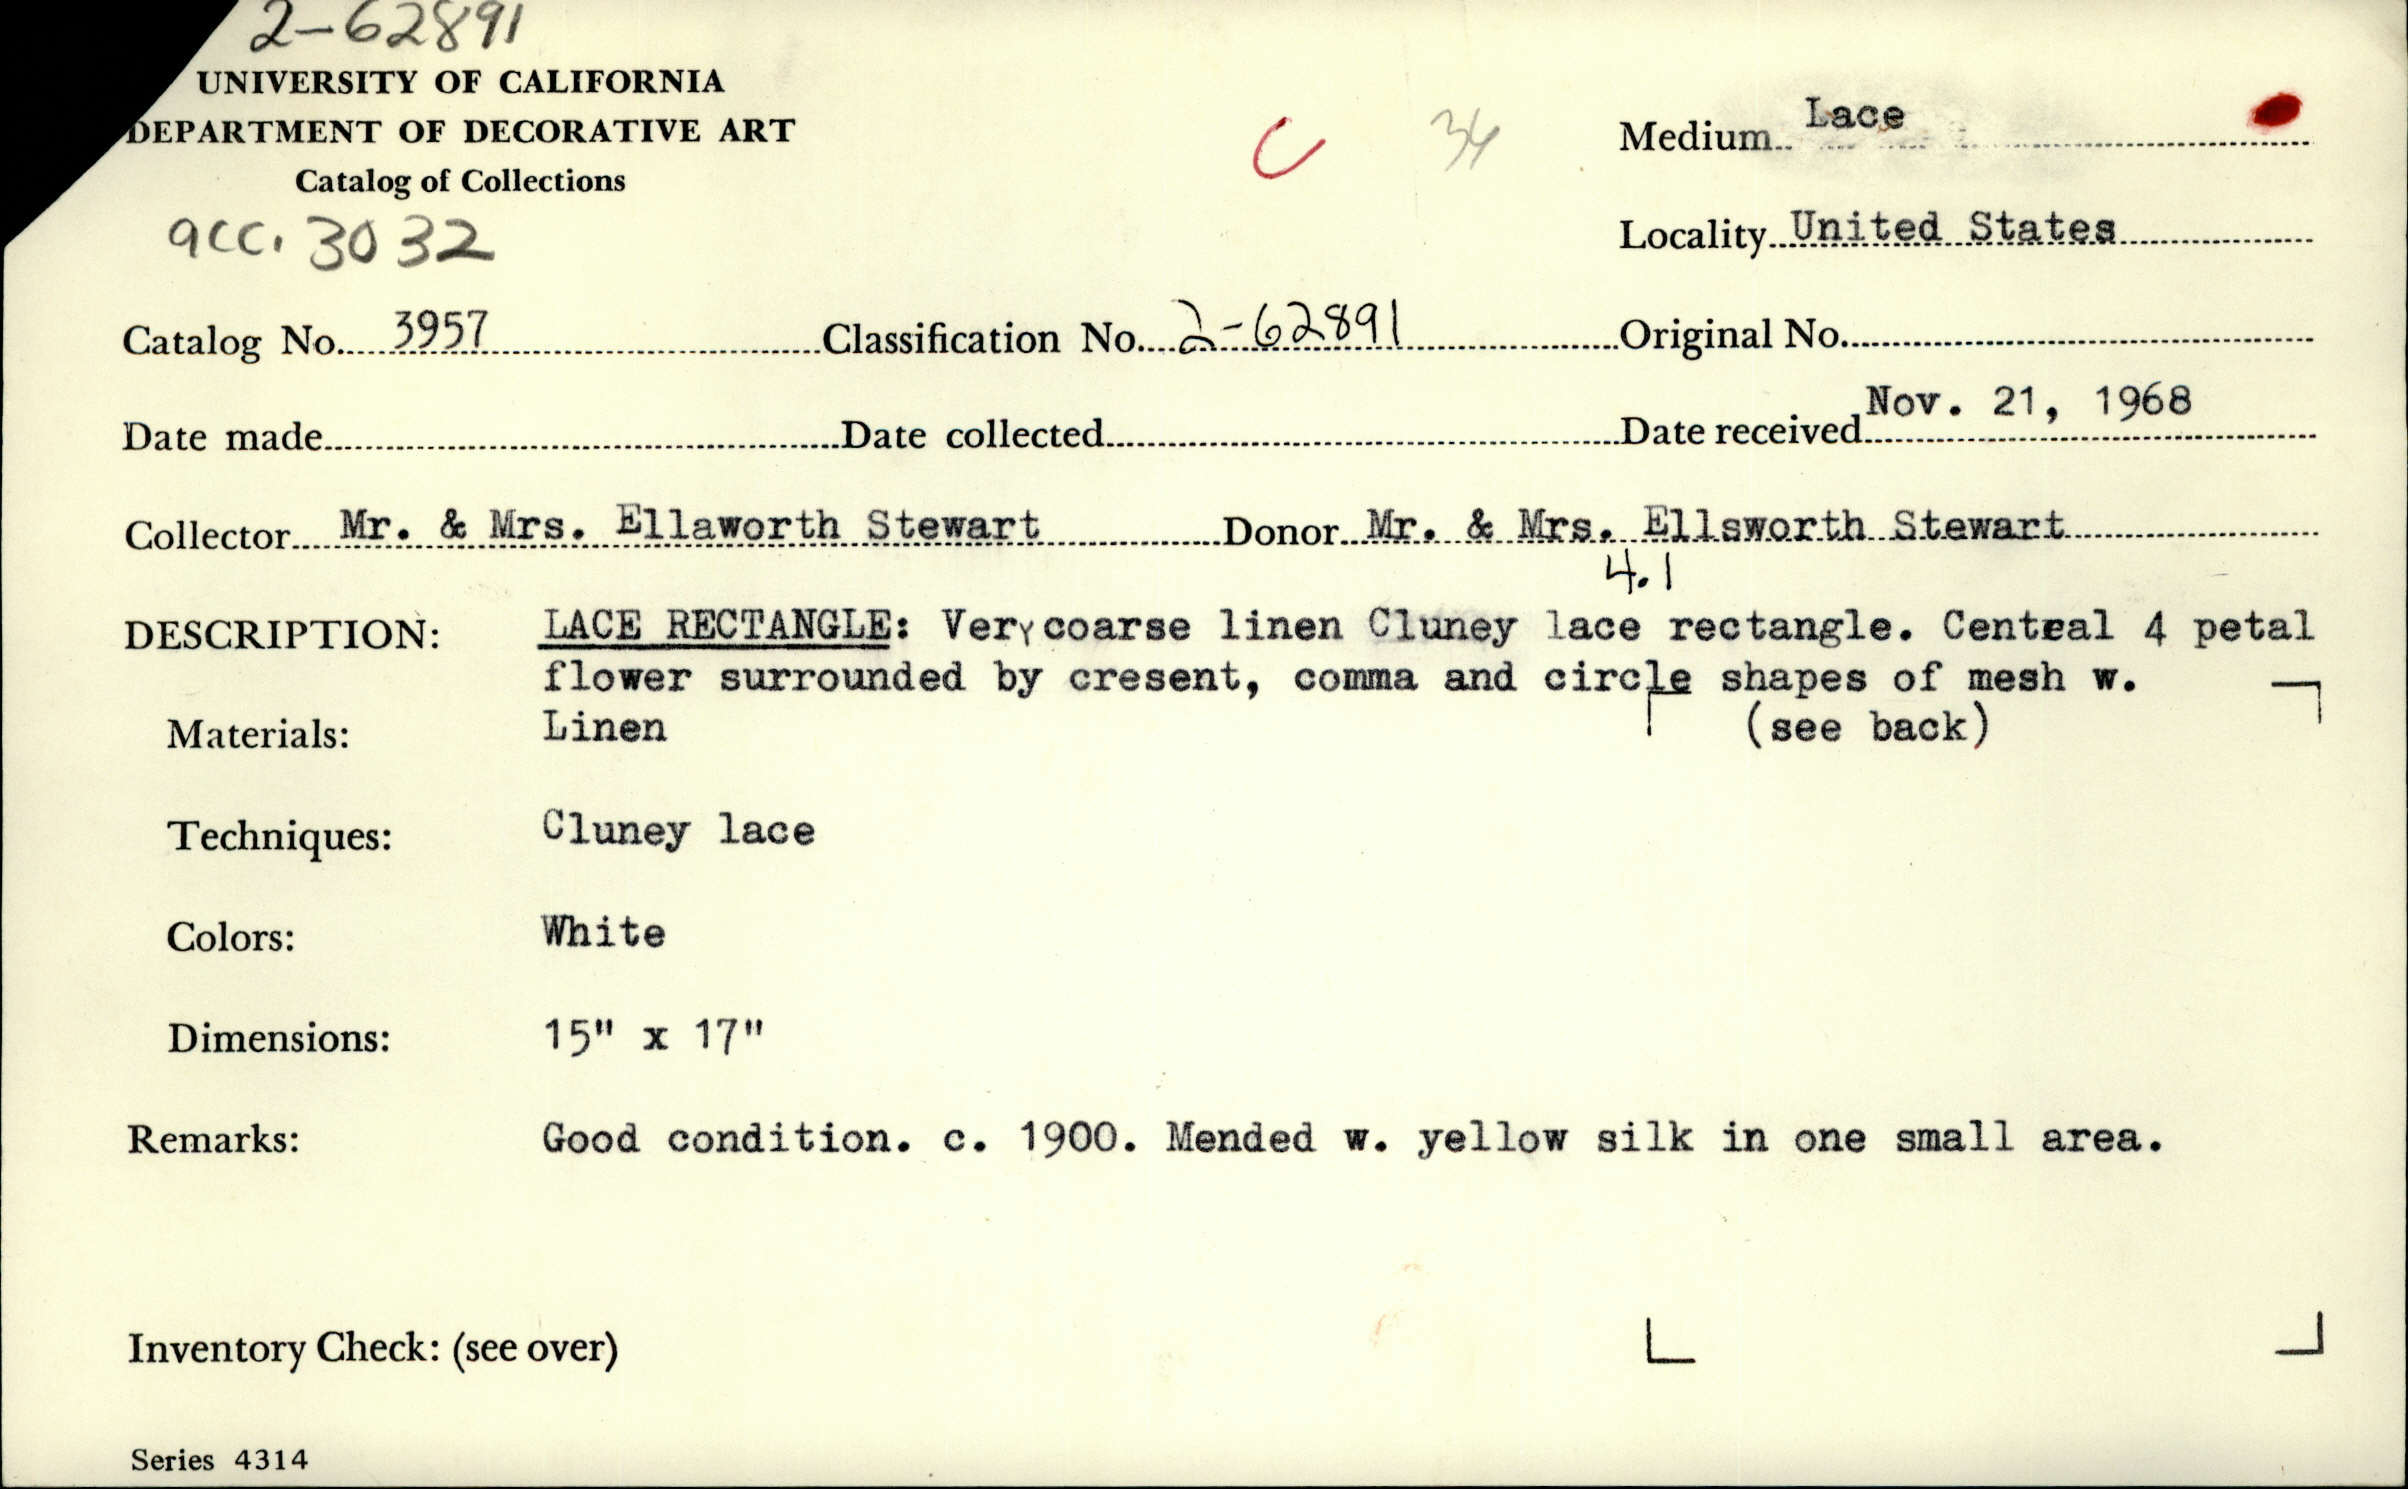 2-62891
UNIVERSITY OF CALIFORNIA
DEPARTMENT OF DECORATIVE ART
Catalog of Collections
acc. 3032
C 34
Medium Lace
Locality United States
Catalog No. 3957 Classification No. 2-62891 Original No.
Date made Date collected Date received Nov. 21, 1968
Collector Mr. & Mrs. Ellaworth Stewart Donor Mr. & Mrs. Ellsworth Stewart
4.1
DESCRIPTION: LACE RECTANGLE: Very coarse linen Cluney lace rectangle. Central 4 petal
flower surrounded by cresent, comma and circle shapes of mesh w.
(see back)
Materials: Linen
Techniques: Cluney lace
Colors: White
Dimensions: 15" x 17"
Remarks: Good condition. c. 1900. Mended w. yellow silk in one small area.
Inventory Check: (see over)
Series 4314